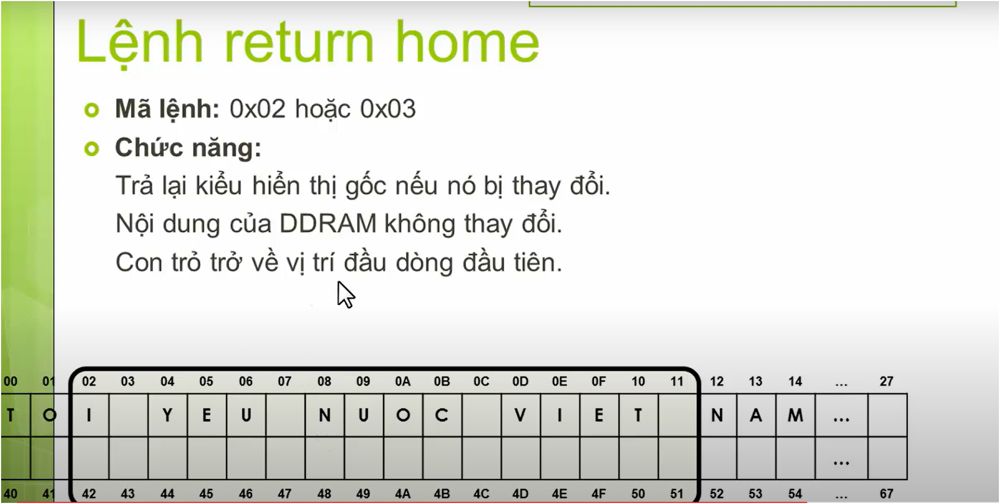 Lệnh return home
Mã lệnh: 0x02 hoặc 0x03
Chức năng:
Trả lại kiểu hiển thị gốc nếu nó bị thay đổi.
Nội dung của DDRAM không thay đổi.
Con trỏ trở về vị trí đầu dòng đầu tiên.
00 01 02 03 04 05 06 07 08 09 0A 0B 0C 0D 0E 0F 10 11 12 13 14 ... 27
T O I Y E U N U O C V I E T N A M ...
...
40 41 42 43 44 45 46 47 48 49 4A 4B 4C 4D 4E 4F 50 51 52 53 54 ... 67